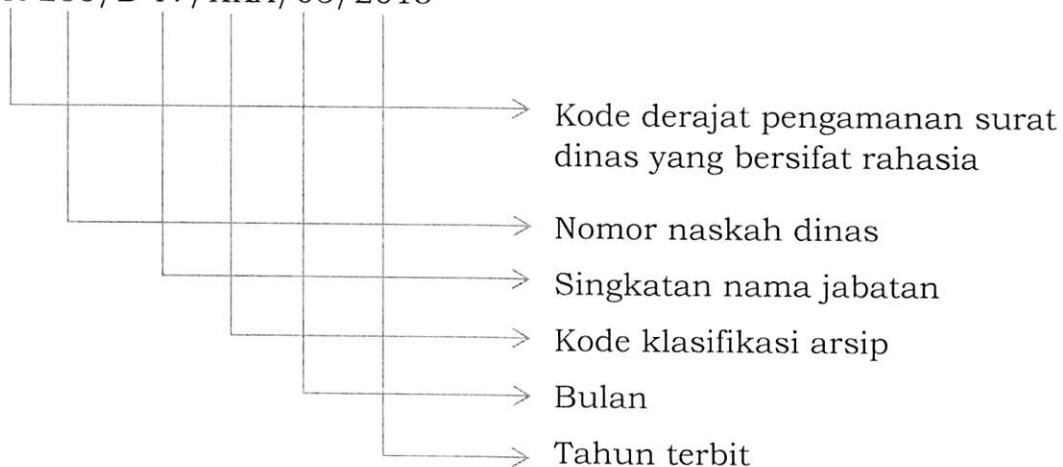 Kode derajat pengamanan surat
dinas yang bersifat rahasia
Nomor naskah dinas
Singkatan nama jabatan
Kode klasifikasi arsip
Bulan
Tahun terbit